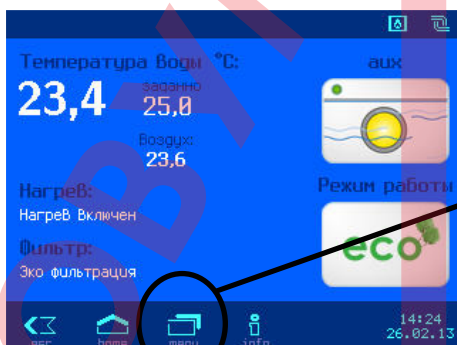 Температура Воды °C:
aux
23,4
задано
25,0
Воздух:
23,6
Нагрев:
Нагрев Включен
Режим работы
Фильтр:
Эко фильтрация
eco
esc home menu info
14:24
26.02.13